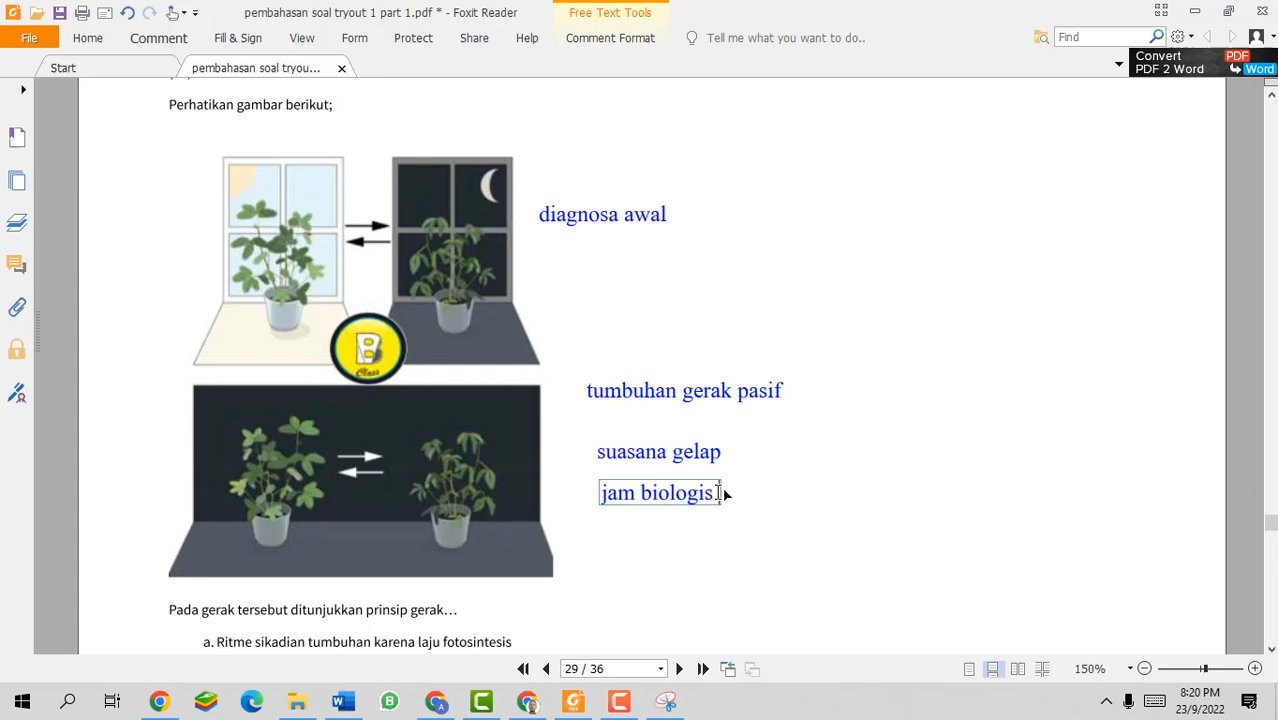 pembahasan soal tryout 1 part 1.pdf * - Foxit Reader
Free Text Tools
File Home Comment Fill & Sign View Form Protect Share Help Comment Format Tell me what you want to do.. Find
Start
pembahasan soal tryou...
Convert PDF
PDF 2 Word Word
Perhatikan gambar berikut;
diagnosa awal
B
Class
tumbuhan gerak pasif
suasana gelap
jam biologis
Pada gerak tersebut ditunjukkan prinsip gerak…
a. Ritme sikadian tumbuhan karena laju fotosintesis
29 / 36
150%
8:20 PM
23/9/2022